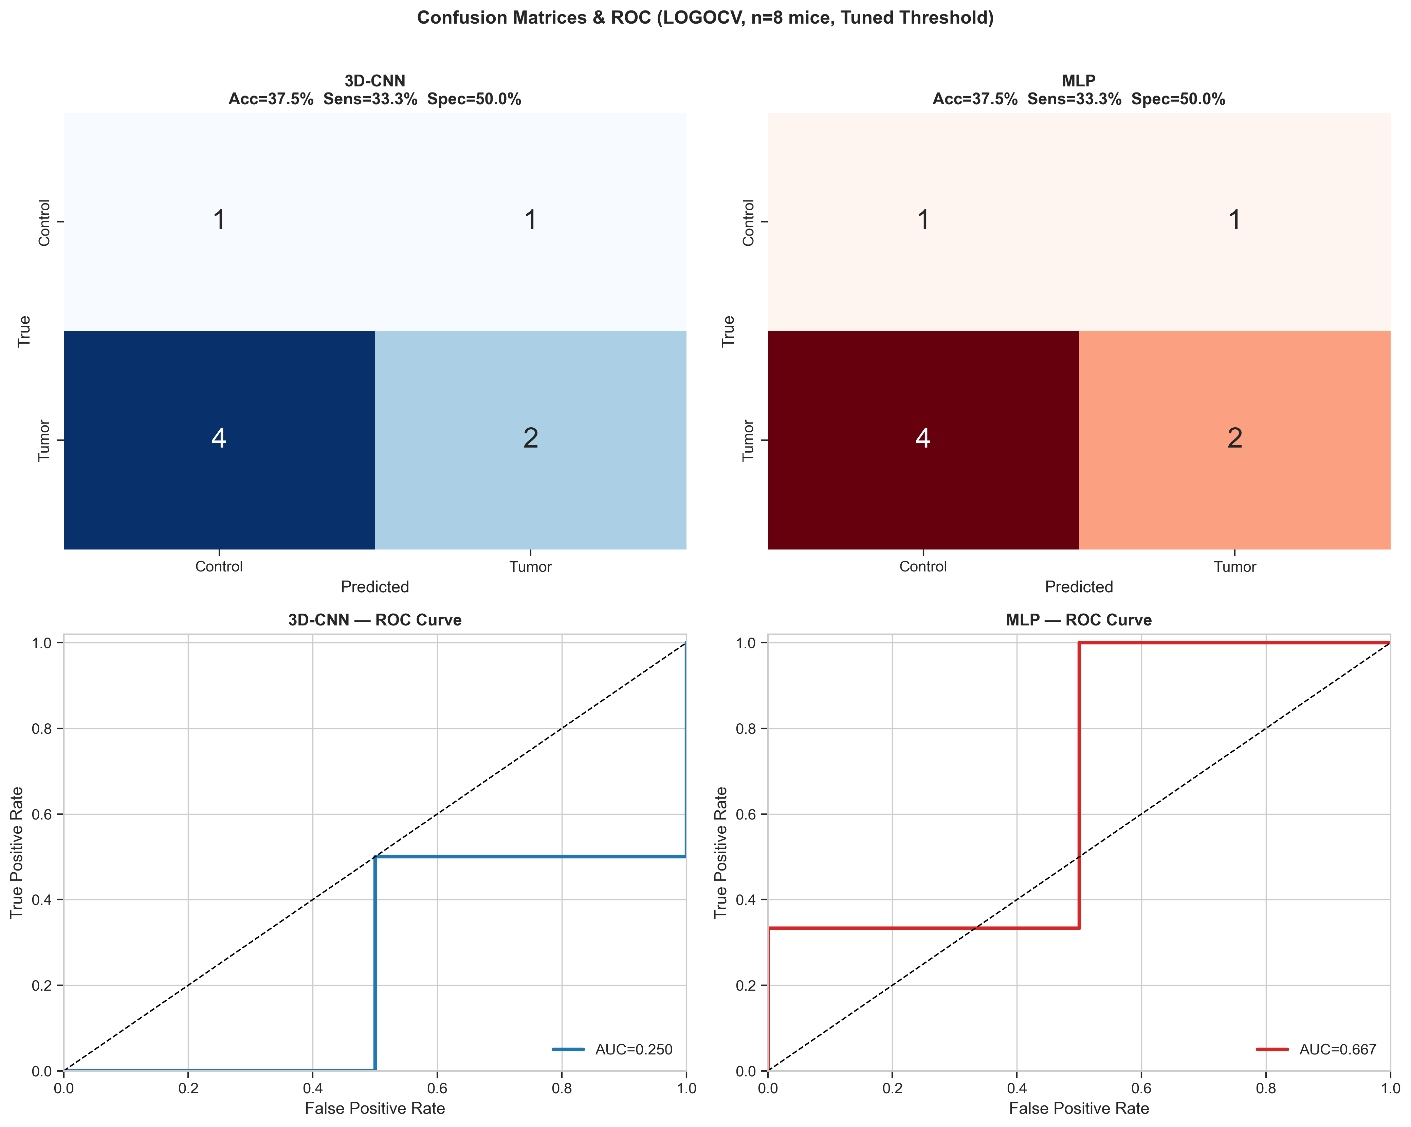 Confusion Matrices & ROC (LOGOCV, n=8 mice, Tuned Threshold)
3D-CNN
Acc=37.5%  Sens=33.3%  Spec=50.0%
Control
1
1
True
Tumor
4
2
Control
Tumor
Predicted
MLP
Acc=37.5%  Sens=33.3%  Spec=50.0%
Control
1
1
True
Tumor
4
2
Control
Tumor
Predicted
3D-CNN — ROC Curve
True Positive Rate
1.0
0.8
0.6
0.4
0.2
0.0
AUC=0.250
0.0 0.2 0.4 0.6 0.8 1.0
False Positive Rate
MLP — ROC Curve
True Positive Rate
1.0
0.8
0.6
0.4
0.2
0.0
AUC=0.667
0.0 0.2 0.4 0.6 0.8 1.0
False Positive Rate